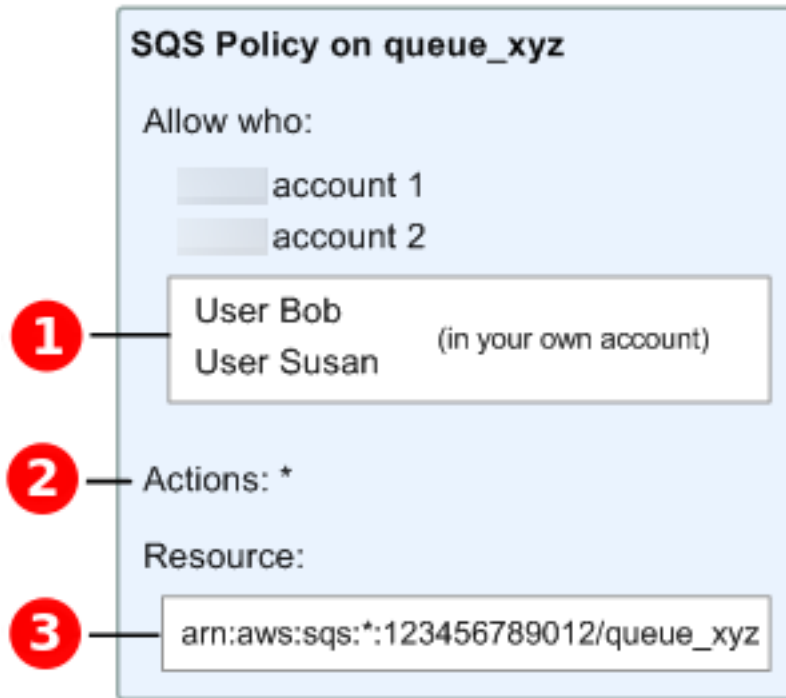 SQS Policy on queue_xyz
Allow who:
account 1
account 2
User Bob
(in your own account)
User Susan
1
2
Actions: *
Resource:
3
arn:aws:sqs:*:123456789012/queue_xyz